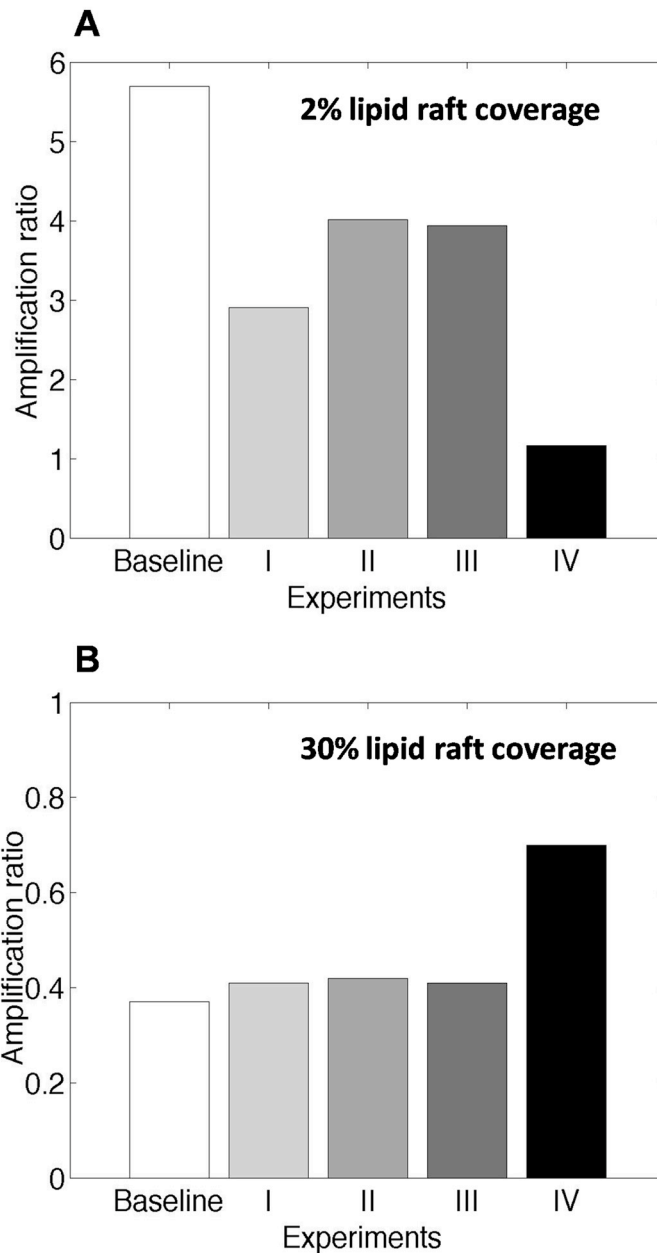 A
2% lipid raft coverage
Amplification ratio
6
5
4
3
2
1
0
Baseline I II III IV
Experiments
B
30% lipid raft coverage
Amplification ratio
1
0.8
0.6
0.4
0.2
0
Baseline I II III IV
Experiments